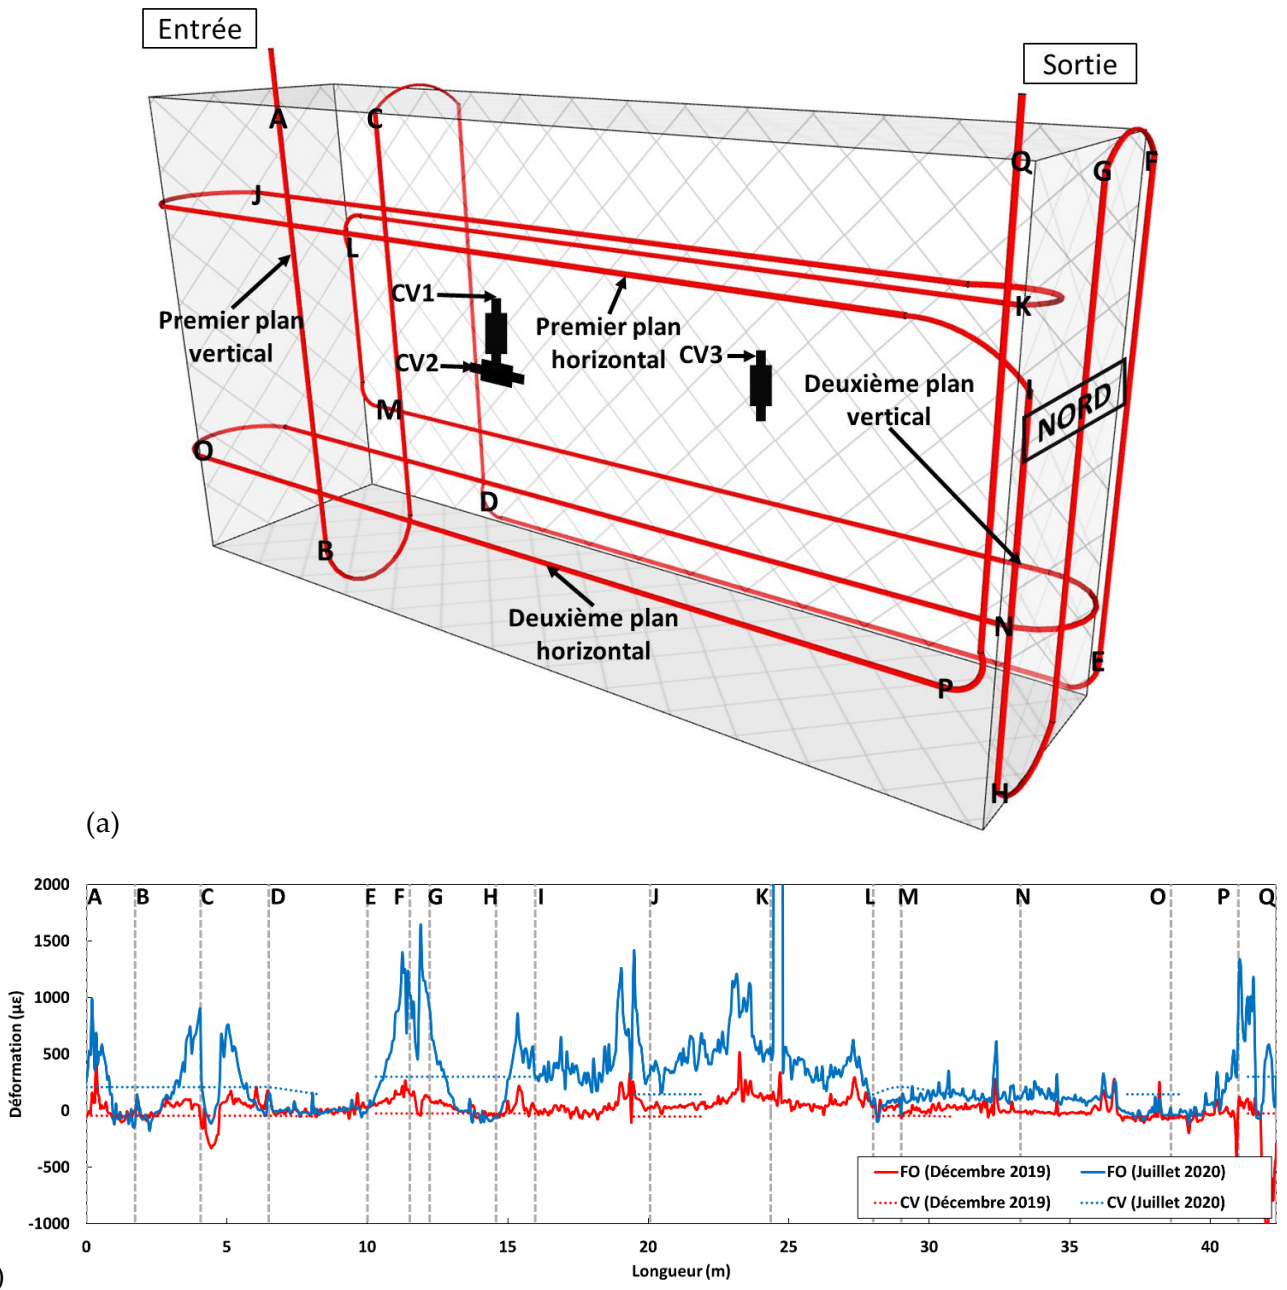 Entrée
Sortie
A
C
Q
G
F
J
L
CV1
K
Premier plan
vertical
Premier plan
horizontal
CV3
CV2
Deuxième plan
vertical
I
NORD
M
O
D
B
N
Deuxième plan
horizontal
E
P
H
(a)
A B C D E F G H I J K L M N O P Q
2000
1500
1000
500
0
-500
-1000
Déformation (µε)
FO (Décembre 2019) FO (Juillet 2020)
CV (Décembre 2019) CV (Juillet 2020)
0 5 10 15 20 25 30 35 40
Longueur (m)
)